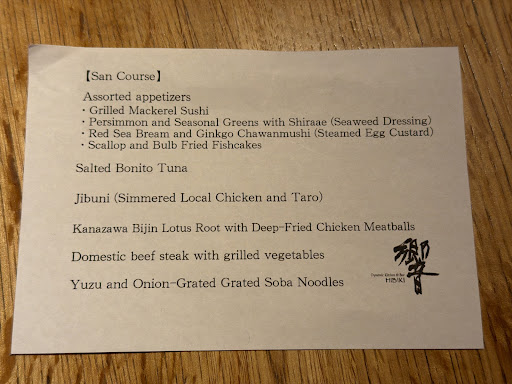 【San Course】
Assorted appetizers
・Grilled Mackerel Sushi
・Persimmon and Seasonal Greens with Shiraae (Seaweed Dressing)
・Red Sea Bream and Ginkgo Chawanmushi (Steamed Egg Custard)
・Scallop and Bulb Fried Fishcakes
Salted Bonito Tuna
Jibuni (Simmered Local Chicken and Taro)
Kanazawa Bijin Lotus Root with Deep-Fried Chicken Meatballs
Domestic beef steak with grilled vegetables
Yuzu and Onion-Grated Grated Soba Noodles
響
HIBIKI